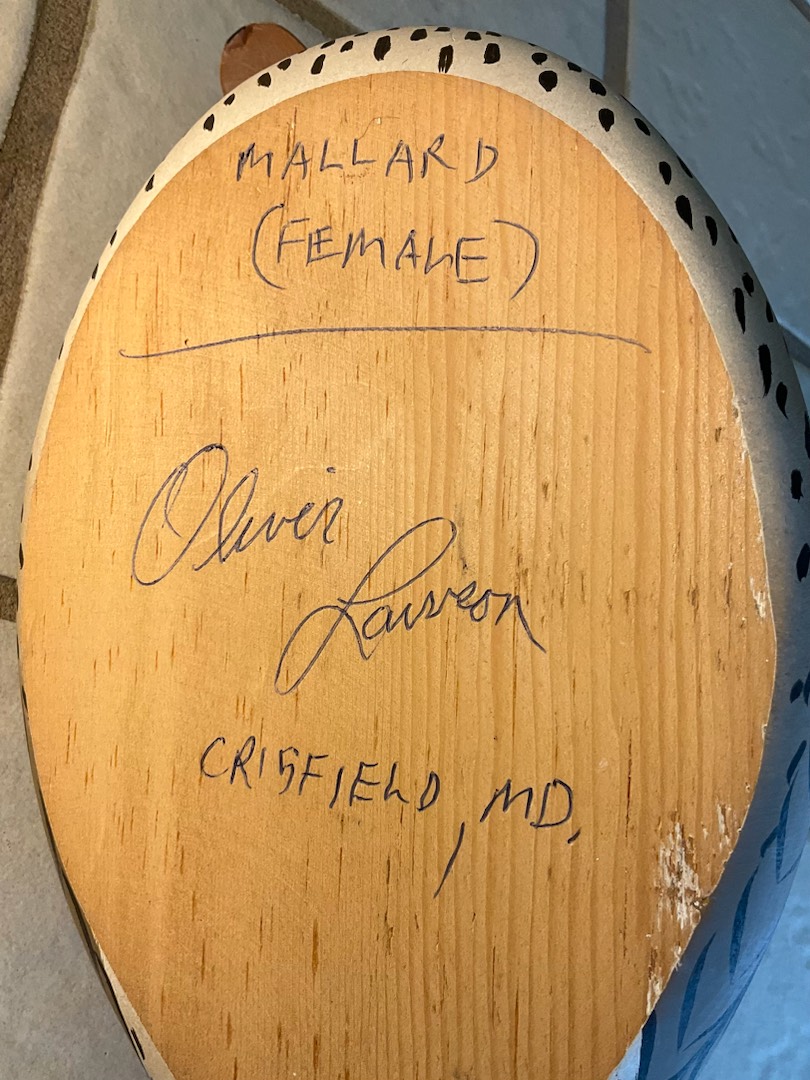 MALLARD
(FEMALE)
Oliver
Lawson
CRISFIELD, MD.